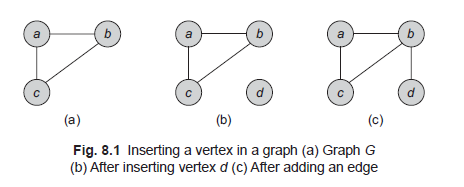 a b a b a b
c c d c d
(a) (b) (c)
Fig. 8.1 Inserting a vertex in a graph (a) Graph G
(b) After inserting vertex d (c) After adding an edge